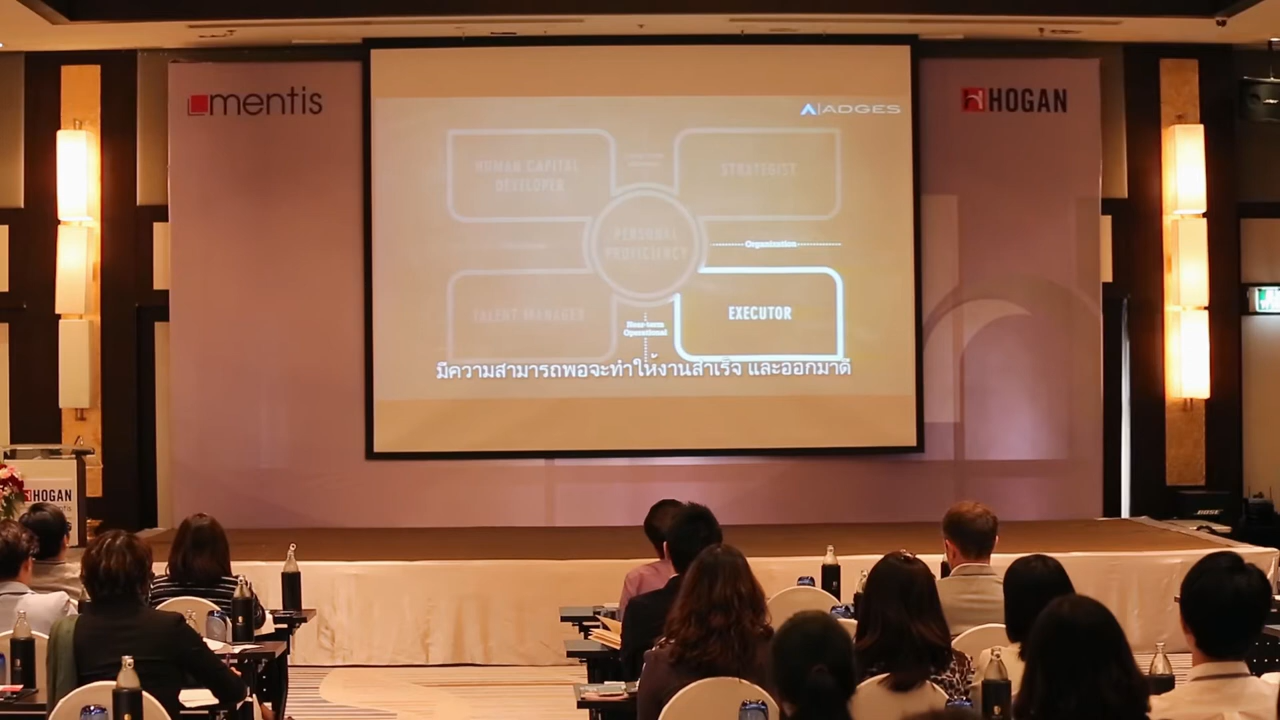 mentis
HOGAN
ADGES
HUMAN CAPITAL
DEVELOPER
STRATEGIST
PERSONAL
PROFICIENCY
Organization
TALENT MANAGER
EXECUTOR
Near-term
Operational
มีความสามารถพอจะทำให้งานสำเร็จ และออกมาดี
HOGAN
mentis
BOSE